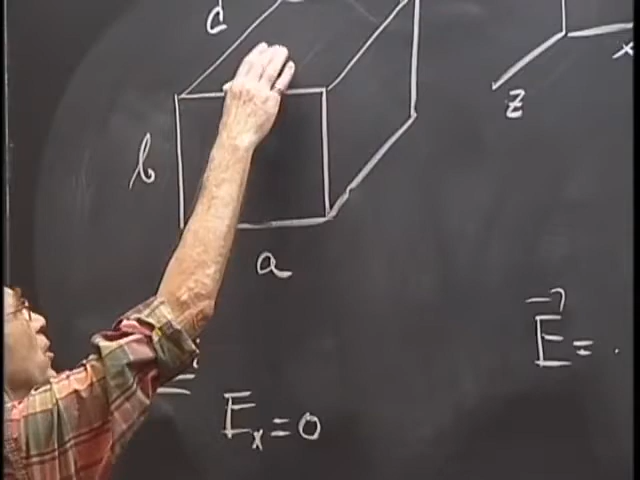 d
x
z
b
a
E⃗ = .
Eₓ = 0